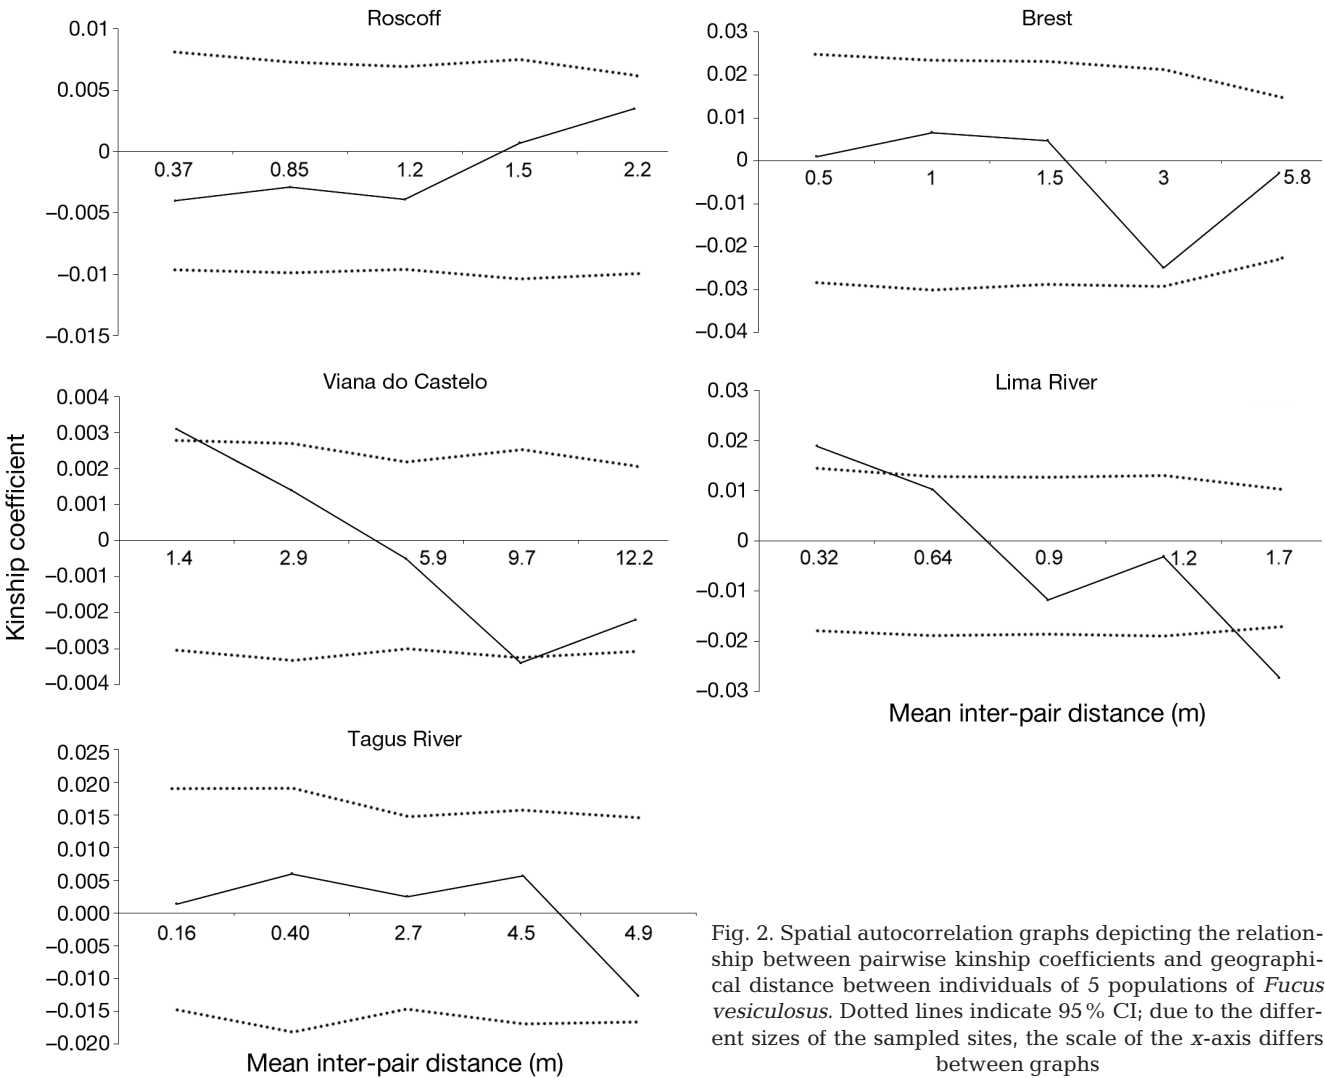 Roscoff
0.01
0.005
0
−0.005
−0.01
−0.015
0.37 0.85 1.2 1.5 2.2
Brest
0.03
0.02
0.01
0
−0.01
−0.02
−0.03
−0.04
0.5 1 1.5 3 5.8
Kinship coefficient
Viana do Castelo
0.004
0.003
0.002
0.001
0
−0.001
−0.002
−0.003
−0.004
1.4 2.9 5.9 9.7 12.2
Lima River
0.03
0.02
0.01
0
−0.01
−0.02
−0.03
0.32 0.64 0.9 1.2 1.7
Mean inter-pair distance (m)
Tagus River
0.025
0.020
0.015
0.010
0.005
0.000
−0.005
−0.010
−0.015
−0.020
0.16 0.40 2.7 4.5 4.9
Mean inter-pair distance (m)
Fig. 2. Spatial autocorrelation graphs depicting the relation-
ship between pairwise kinship coefficients and geographi-
cal distance between individuals of 5 populations of Fucus
vesiculosus. Dotted lines indicate 95% CI; due to the differ-
ent sizes of the sampled sites, the scale of the x-axis differs
between graphs